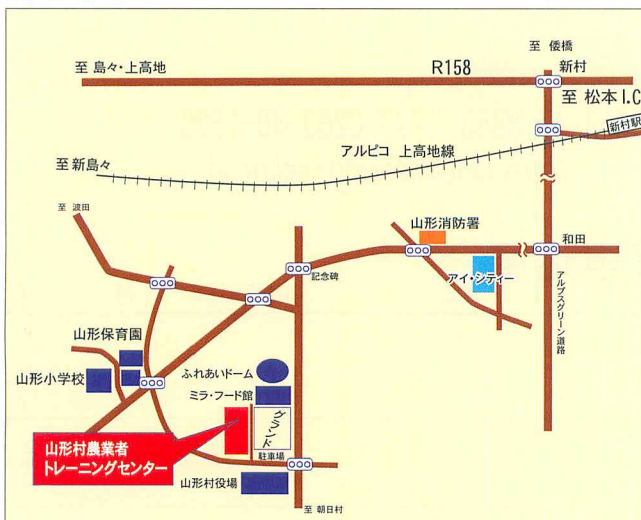 至 倭橋
至 島々・上高地
R158
新村
至 松本 I.C
新村駅
アルピコ 上高地線
至 新島々
至 波田
山形消防署
和田
記念碑
アイ・シティー
アルプスグリーン道路
山形保育園
ふれあいドーム
山形小学校
ミラ・フード館
グランド
山形村農業者
トレーニングセンター
駐車場
山形村役場
至 朝日村